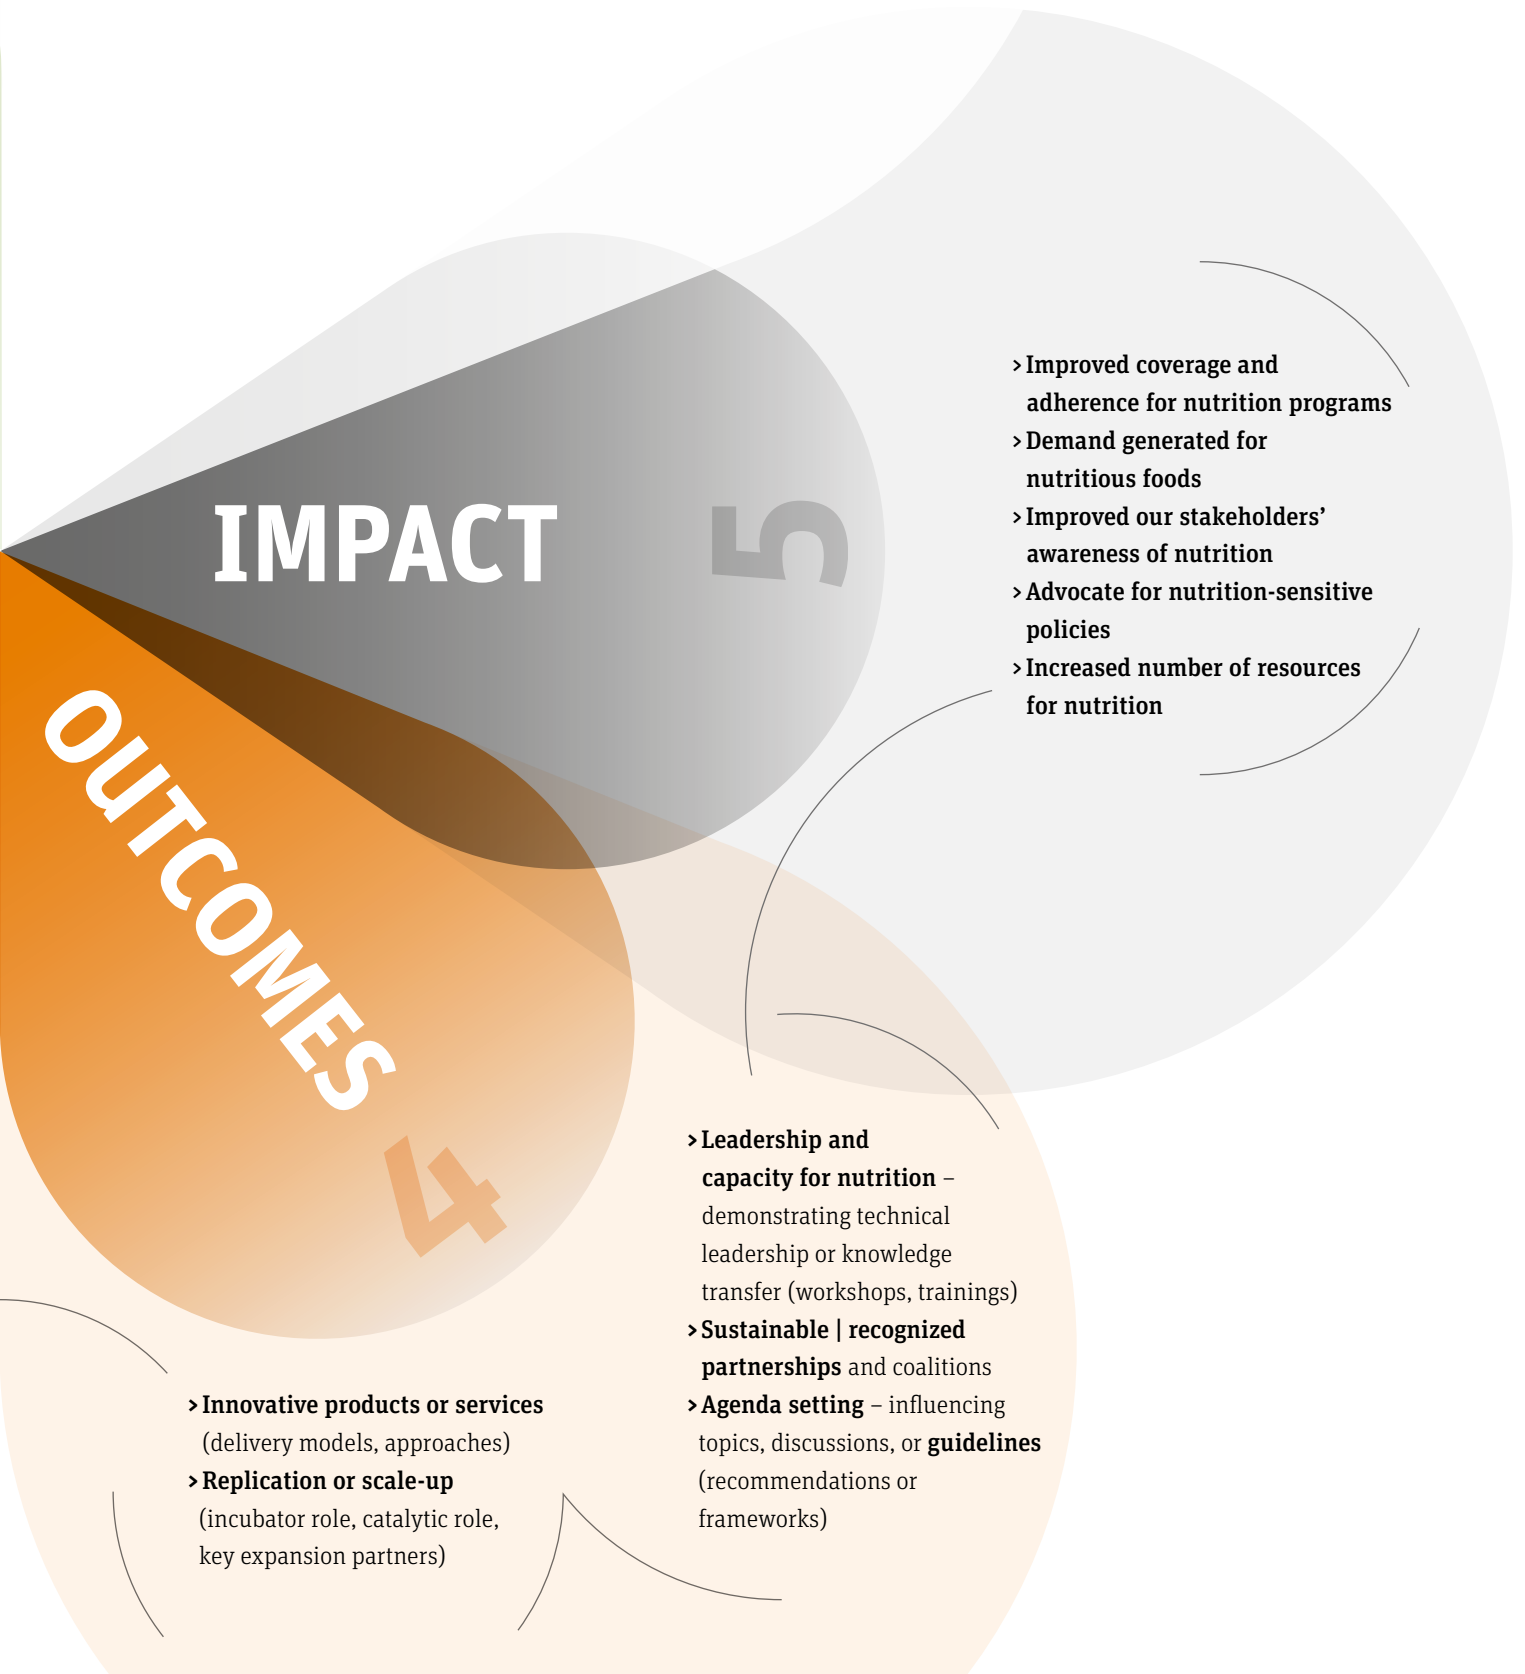 IMPACT
5
> Improved coverage and
adherence for nutrition programs
> Demand generated for
nutritious foods
> Improved our stakeholders’
awareness of nutrition
> Advocate for nutrition-sensitive
policies
> Increased number of resources
for nutrition
OUTCOMES
4
> Leadership and
capacity for nutrition –
demonstrating technical
leadership or knowledge
transfer (workshops, trainings)
> Sustainable | recognized
partnerships and coalitions
> Agenda setting – influencing
topics, discussions, or guidelines
(recommendations or
frameworks)
> Innovative products or services
(delivery models, approaches)
> Replication or scale-up
(incubator role, catalytic role,
key expansion partners)